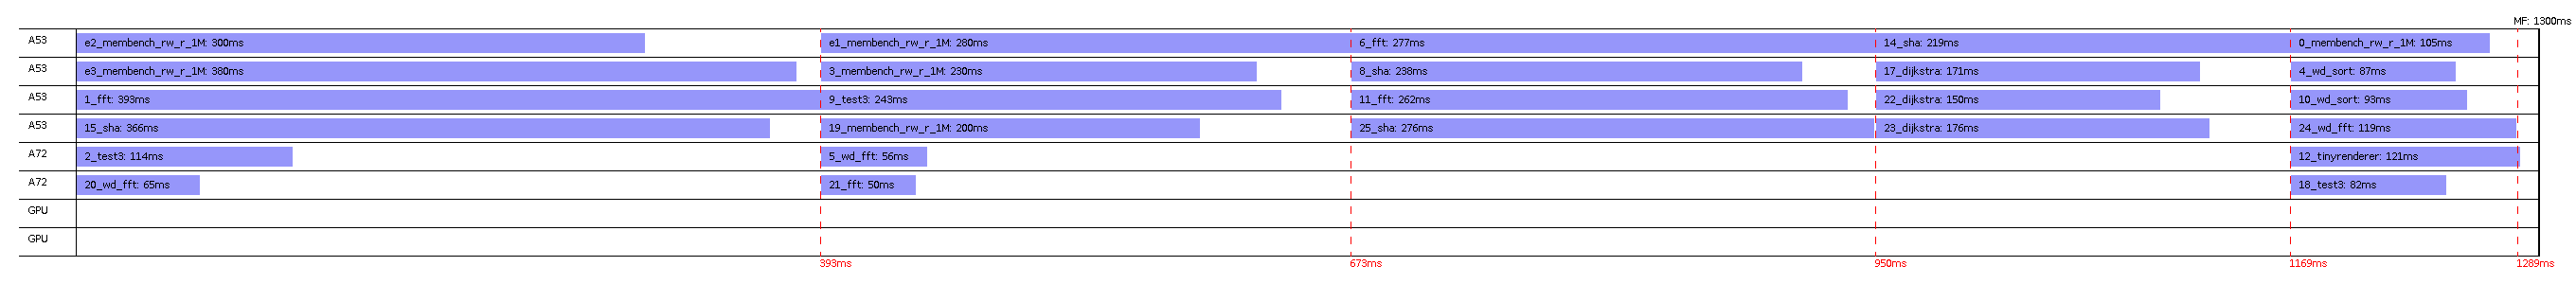 MF: 1300ms
A53 e2_membench_rw_r_1M: 300ms e1_membench_rw_r_1M: 280ms 6_fft: 277ms 14_sha: 219ms 0_membench_rw_r_1M: 105ms
A53 e3_membench_rw_r_1M: 380ms 3_membench_rw_r_1M: 230ms 8_sha: 238ms 17_dijkstra: 171ms 4_wd_sort: 87ms
A53 1_fft: 393ms 9_test3: 243ms 11_fft: 262ms 22_dijkstra: 150ms 10_wd_sort: 93ms
A53 15_sha: 366ms 19_membench_rw_r_1M: 200ms 25_sha: 276ms 23_dijkstra: 176ms 24_wd_fft: 119ms
A72 2_test3: 114ms 5_wd_fft: 56ms 12_tinyrenderer: 121ms
A72 20_wd_fft: 65ms 21_fft: 50ms 18_test3: 82ms
GPU
GPU
393ms 673ms 950ms 1169ms 1289ms